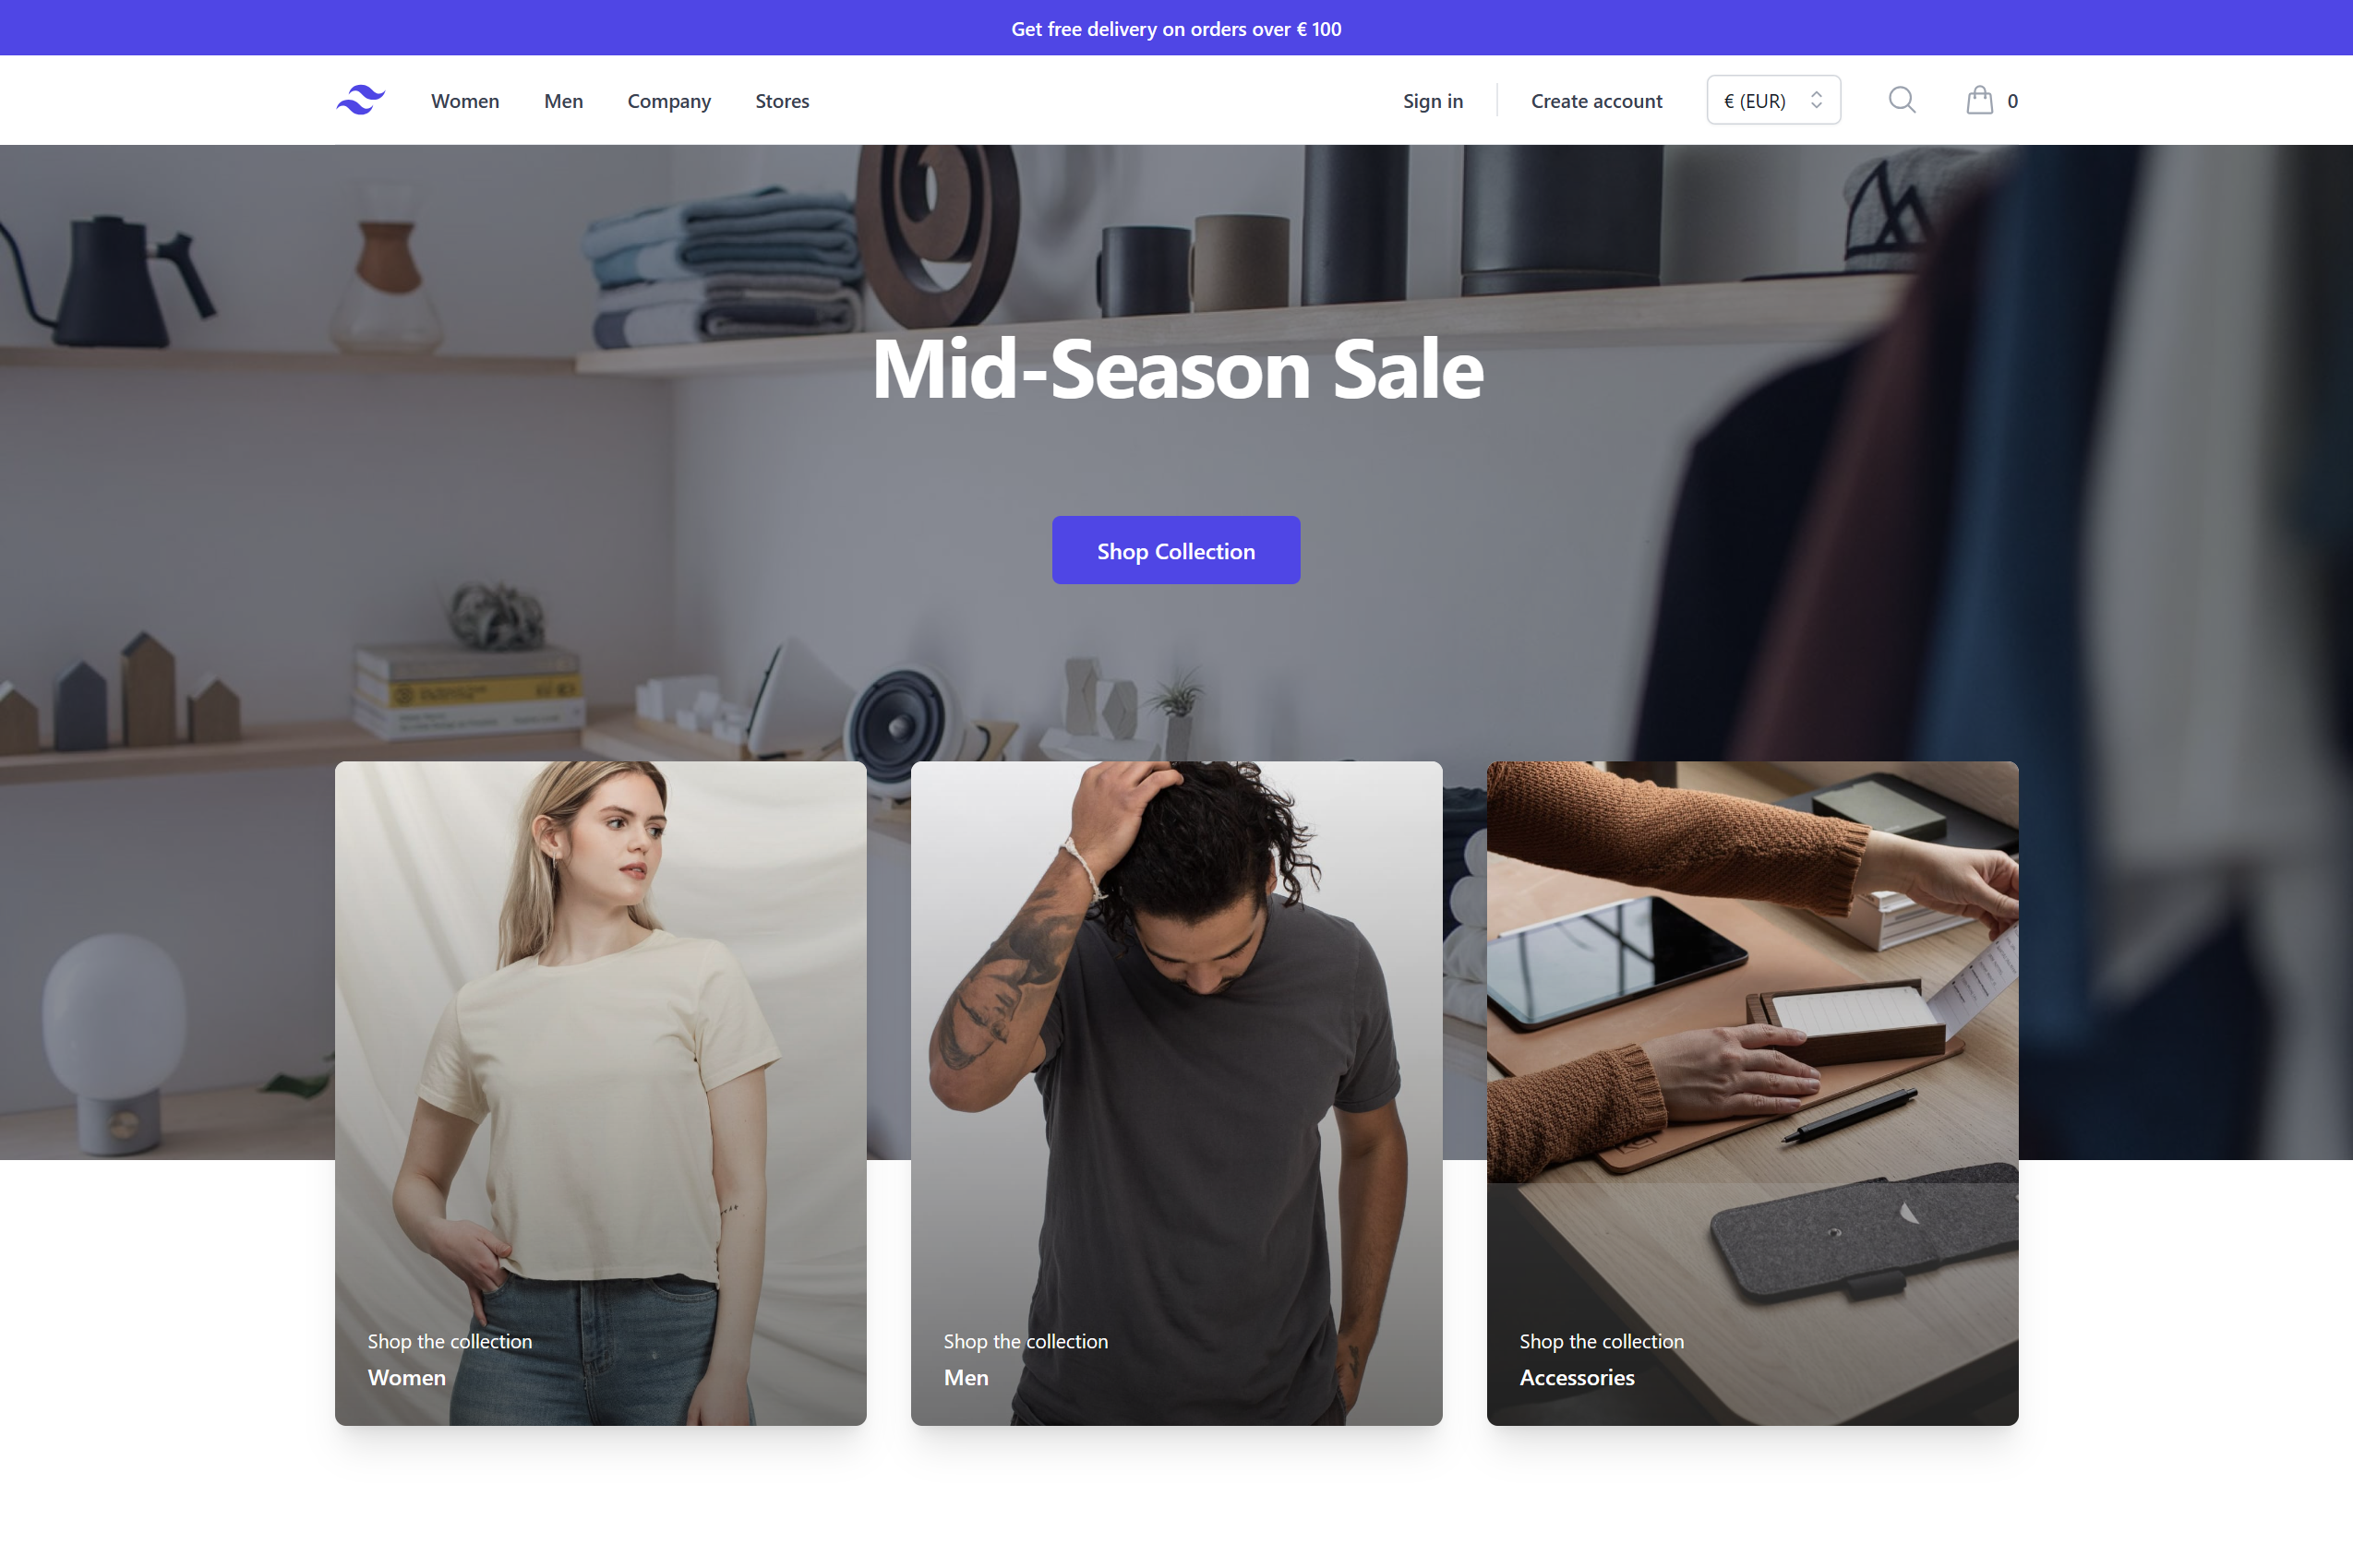 Get free delivery on orders over € 100
Women Men Company Stores Sign in Create account € (EUR) 0
Mid-Season Sale
Shop Collection
Shop the collection
Women
Shop the collection
Men
Shop the collection
Accessories